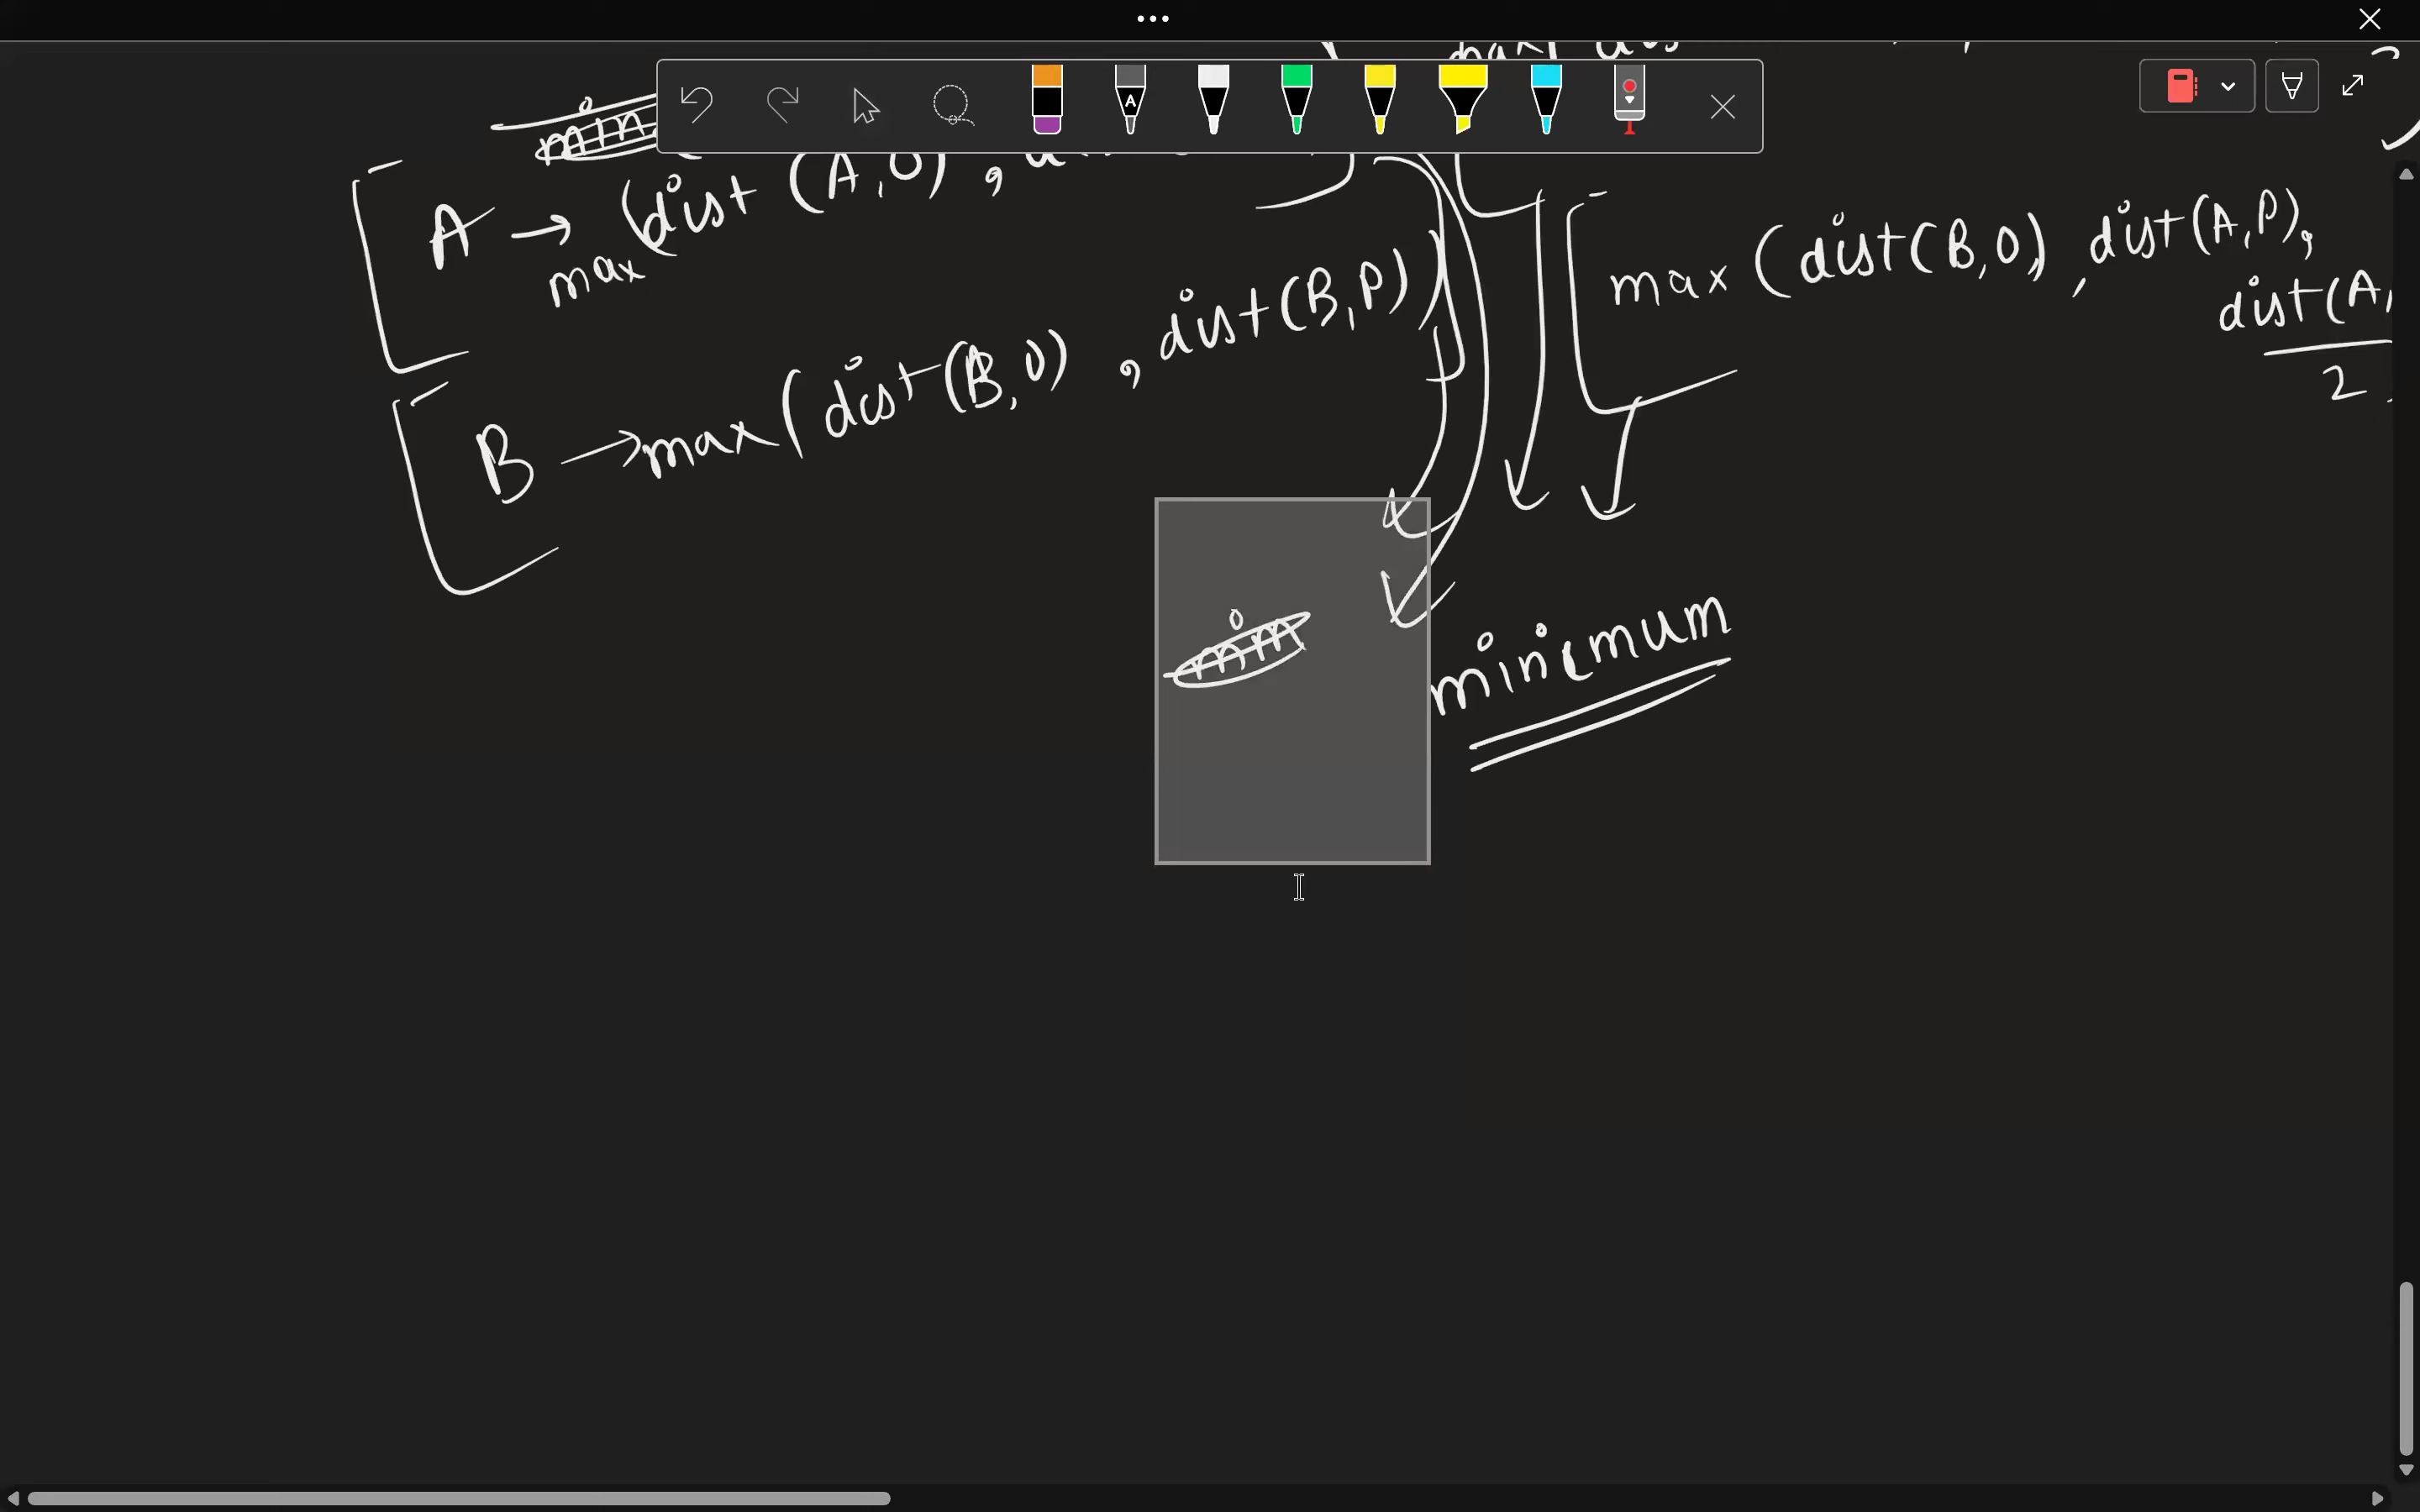 A → max (dist (A,O) ,
B → max (dist (B,O) , dist (B,P))
max (dist (B,O) , dist (A,P),
dist (A,
2
minimum